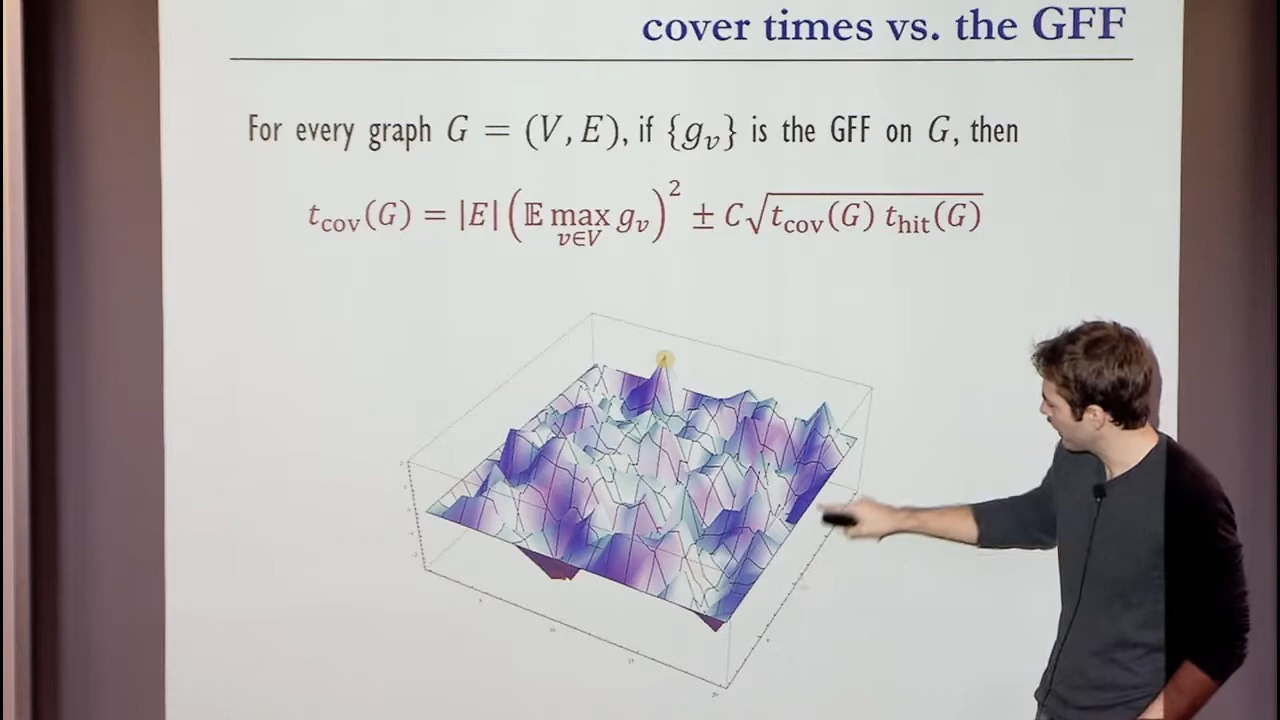 cover times vs. the GFF
For every graph G = (V, E), if {g_v} is the GFF on G, then
t_cov(G) = |E| (𝔼 max_{v∈V} g_v)^2 ± C√(t_cov(G) t_hit(G))